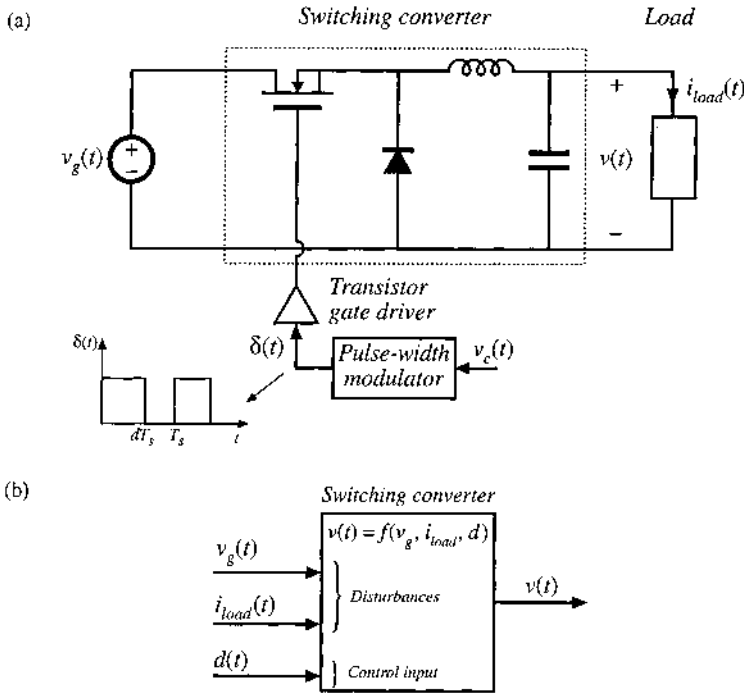 (a)
Switching converter
Load
v_g(t)
+
−
+
v(t)
−
i_load(t)
Transistor
gate driver
δ(t)
Pulse-width
modulator
v_c(t)
δ(t)
dT_s
T_s
t
(b)
Switching converter
v(t) = f(v_g, i_load, d)
v_g(t)
i_load(t)
Disturbances
v(t)
d(t)
Control input